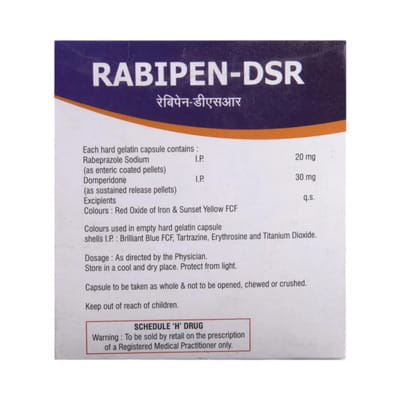 RABIPEN-DSR
रेबिपेन-डीएसआर
Each hard gelatin capsule contains :
Rabeprazole Sodium I.P. 20 mg
(as enteric coated pellets)
Domperidone I.P. 30 mg
(as sustained release pellets)
Excipients q.s.
Colours : Red Oxide of Iron & Sunset Yellow FCF
Colours used in empty hard gelatin capsule
shells I.P. : Brilliant Blue FCF, Tartrazine, Erythrosine and Titanium Dioxide.
Dosage : As directed by the Physician.
Store in a cool and dry place. Protect from light.
Capsule to be taken as whole & not to be opened, chewed or crushed.
Keep out of reach of children.
SCHEDULE 'H' DRUG
Warning : To be sold by retail on the prescription
of a Registered Medical Practitioner only.